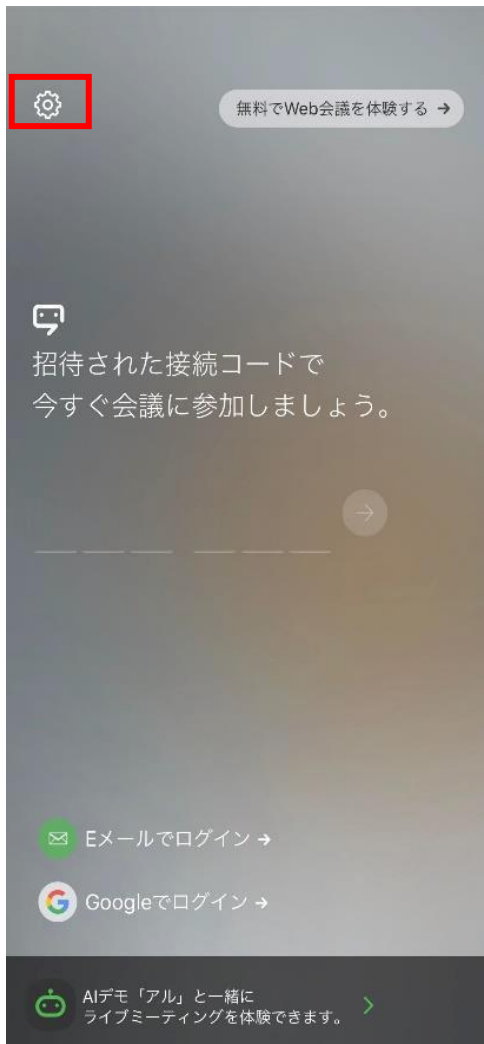 無料でWeb会議を体験する →
招待された接続コードで
今すぐ会議に参加しましょう。
Eメールでログイン →
Googleでログイン →
AIデモ「アル」と一緒に
ライブミーティングを体験できます。